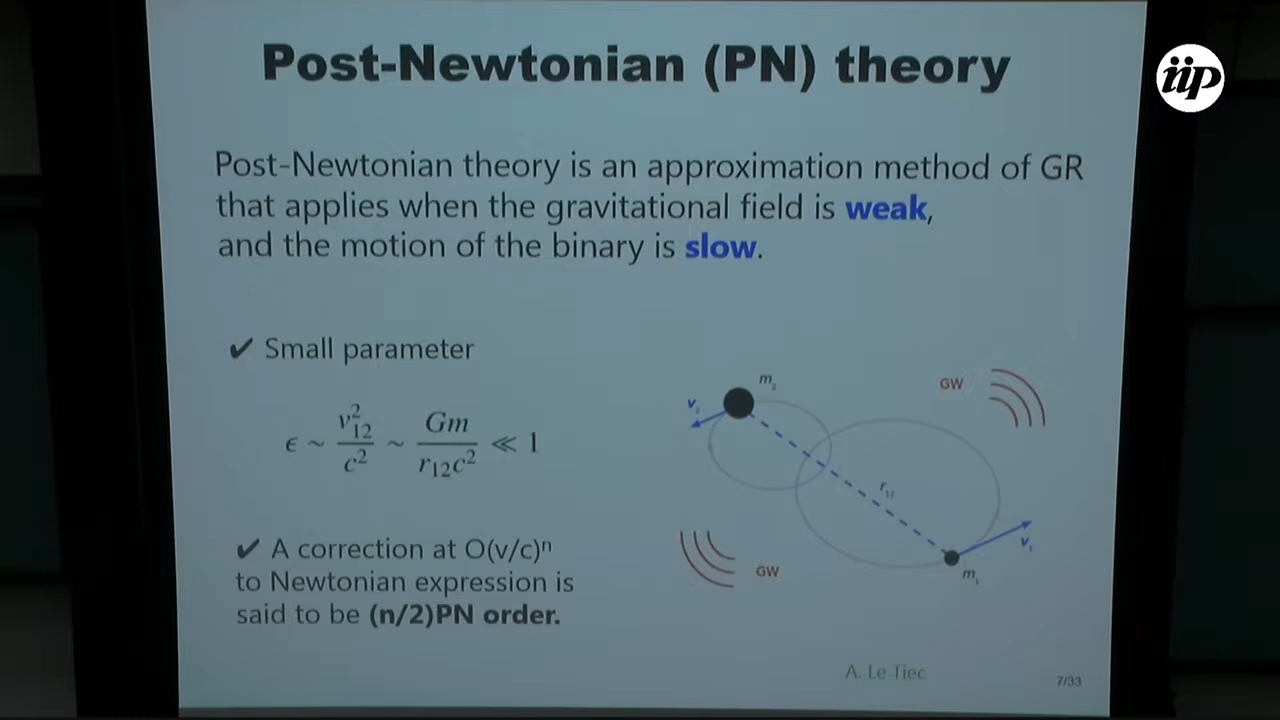 Post-Newtonian (PN) theory
iip
Post-Newtonian theory is an approximation method of GR
that applies when the gravitational field is weak,
and the motion of the binary is slow.
✔ Small parameter
ϵ ~ v₁₂²/c² ~ Gm/r₁₂c² ≪ 1
✔ A correction at O(v/c)ⁿ
to Newtonian expression is
said to be (n/2)PN order.
m₂
v₂
GW
r₁₂
v₁
m₁
GW
A. Le Tiec
7/33